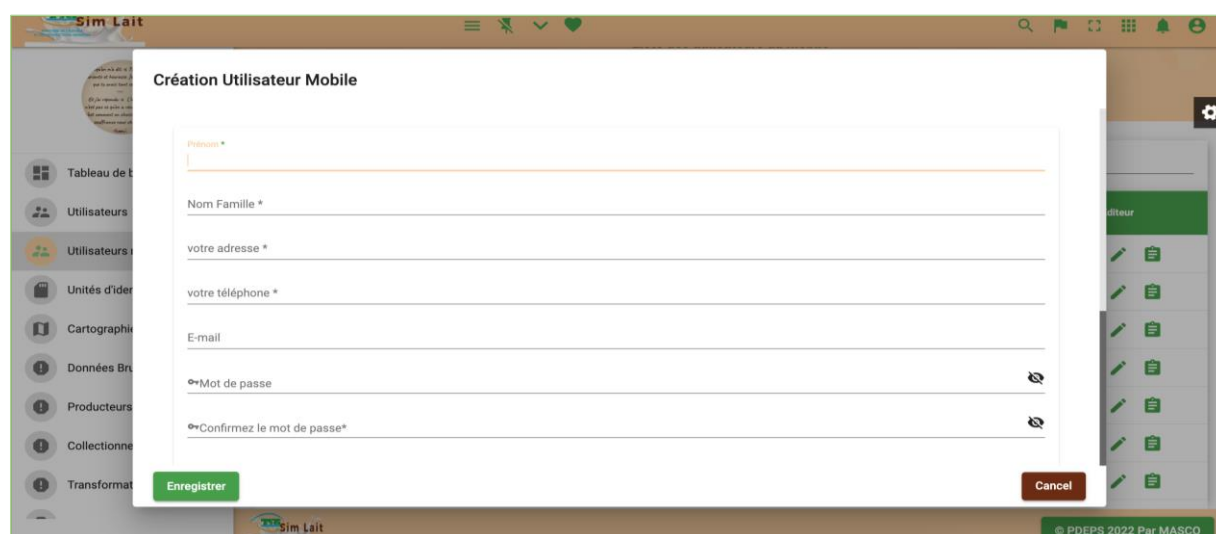 Sim Lait
Création Utilisateur Mobile
Prénom *
Tableau de b
Nom Famille *
Utilisateurs
diteur
votre adresse *
Utilisateurs
votre téléphone *
Unités d'iden
Cartographie
E-mail
Données Bru
Mot de passe
Producteurs
Confirmez le mot de passe*
Collectionne
Transformat
Enregistrer
Cancel
Sim Lait
© PDEPS 2022 Par MASCO